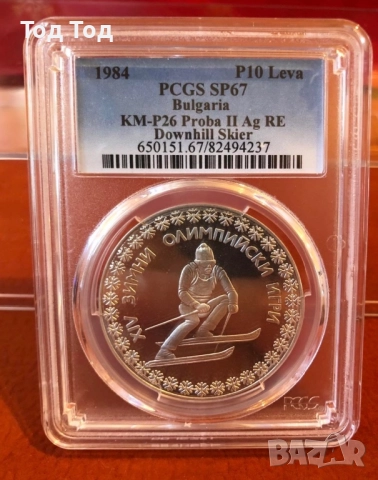 Тод Тод
1984 P10 Leva
PCGS SP67
Bulgaria
KM-P26 Proba II Ag RE
Downhill Skier
650151.67/82494237
XIV ЗИМНИ ОЛИМПИЙСКИ ИГРИ
PCGS
BAZAR